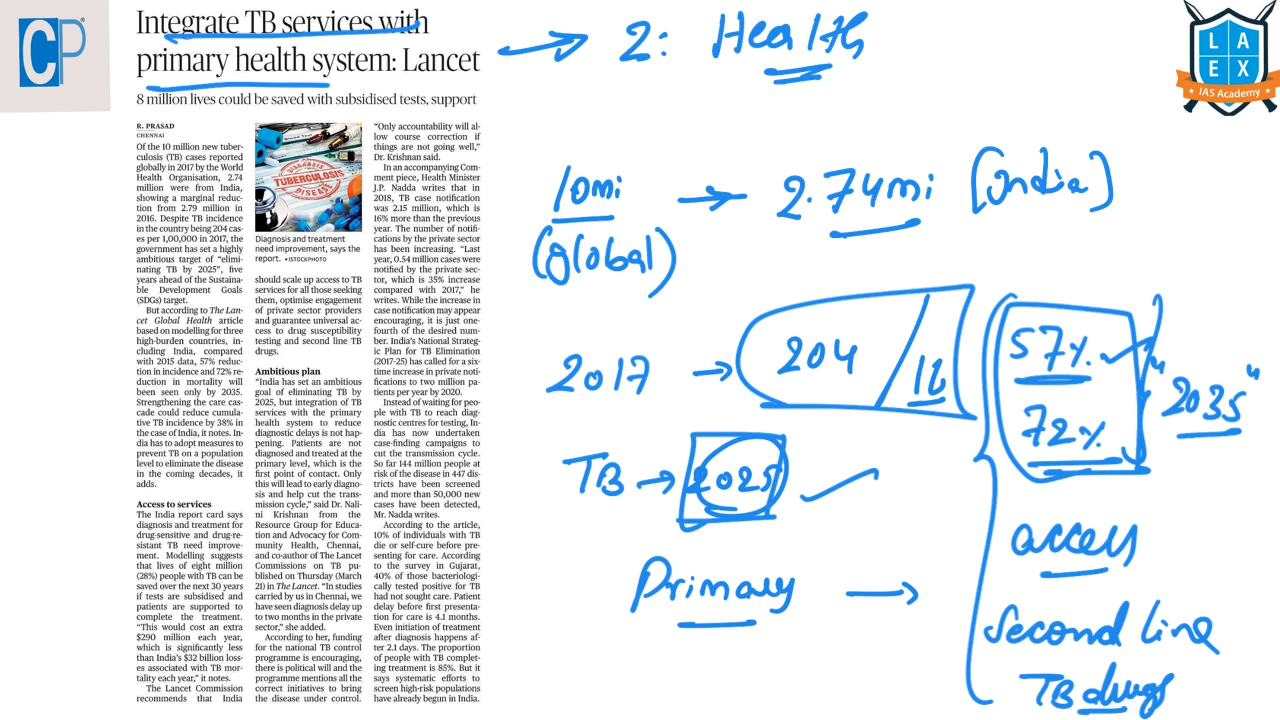 CP
Integrate TB services with
primary health system: Lancet
8 million lives could be saved with subsidised tests, support
R. PRASAD
CHENNAI
Of the 10 million new tuber-
culosis (TB) cases reported
globally in 2017 by the World
Health Organisation, 2.74
million were from India,
showing a marginal reduc-
tion from 2.79 million in
2016. Despite TB incidence
in the country being 204 cas-
es per 1,00,000 in 2017, the
government has set a highly
ambitious target of “elimi-
nating TB by 2025”, five
years ahead of the Sustaina-
ble Development Goals
(SDGs) target.
But according to The Lan-
cet Global Health article
based on modelling for three
high-burden countries, in-
cluding India, compared
with 2015 data, 57% reduc-
tion in incidence and 72% re-
duction in mortality will
been seen only by 2035.
Strengthening the care cas-
cade could reduce cumula-
tive TB incidence by 38% in
the case of India, it notes. In-
dia has to adopt measures to
prevent TB on a population
level to eliminate the disease
in the coming decades, it
adds.
Access to services
The India report card says
diagnosis and treatment for
drug-sensitive and drug-re-
sistant TB need improve-
ment. Modelling suggests
that lives of eight million
(28%) people with TB can be
saved over the next 30 years
if tests are subsidised and
patients are supported to
complete the treatment.
“This would cost an extra
$290 million each year,
which is significantly less
than India’s $32 billion loss-
es associated with TB mor-
tality each year,” it notes.
The Lancet Commission
recommends that India
DIAGNOSIS
TUBERCULOSIS
DISEASE
Diagnosis and treatment
need improvement, says the
report. •ISTOCKPHOTO
should scale up access to TB
services for all those seeking
them, optimise engagement
of private sector providers
and guarantee universal ac-
cess to drug susceptibility
testing and second line TB
drugs.
Ambitious plan
“India has set an ambitious
goal of eliminating TB by
2025, but integration of TB
services with the primary
health system to reduce
diagnostic delays is not hap-
pening. Patients are not
diagnosed and treated at the
primary level, which is the
first point of contact. Only
this will lead to early diagno-
sis and help cut the trans-
mission cycle,” said Dr. Nali-
ni Krishnan from the
Resource Group for Educa-
tion and Advocacy for Com-
munity Health, Chennai,
and co-author of The Lancet
Commissions on TB pu-
blished on Thursday (March
21) in The Lancet. “In studies
carried by us in Chennai, we
have seen diagnosis delay up
to two months in the private
sector,” she added.
According to her, funding
for the national TB control
programme is encouraging,
there is political will and the
programme mentions all the
correct initiatives to bring
the disease under control.
“Only accountability will al-
low course correction if
things are not going well,”
Dr. Krishnan said.
In an accompanying Com-
ment piece, Health Minister
J.P. Nadda writes that in
2018, TB case notification
was 2.15 million, which is
16% more than the previous
year. The number of notifi-
cations by the private sector
has been increasing. “Last
year, 0.54 million cases were
notified by the private sec-
tor, which is 35% increase
compared with 2017,” he
writes. While the increase in
case notification may appear
encouraging, it is just one-
fourth of the desired num-
ber. India’s National Strateg-
ic Plan for TB Elimination
(2017-25) has called for a six-
time increase in private noti-
fications to two million pa-
tients per year by 2020.
Instead of waiting for peo-
ple with TB to reach diag-
nostic centres for testing, In-
dia has now undertaken
case-finding campaigns to
cut the transmission cycle.
So far 144 million people at
risk of the disease in 447 dis-
tricts have been screened
and more than 50,000 new
cases have been detected,
Mr. Nadda writes.
According to the article,
10% of individuals with TB
die or self-cure before pre-
senting for care. According
to the survey in Gujarat,
40% of those bacteriologi-
cally tested positive for TB
had not sought care. Patient
delay before first presenta-
tion for care is 4.1 months.
Even initiation of treatment
after diagnosis happens af-
ter 2.1 days. The proportion
of people with TB complet-
ing treatment is 85%. But it
says systematic efforts to
screen high-risk populations
have already begun in India.
→ 2: Health
10mi → 2.74mi [India]
(global)
2017 → 204 / 1L
57%
72%
"2035"
TB → 2025
Primary →
access
Second line
TB drugs
LA
EX
IAS Academy